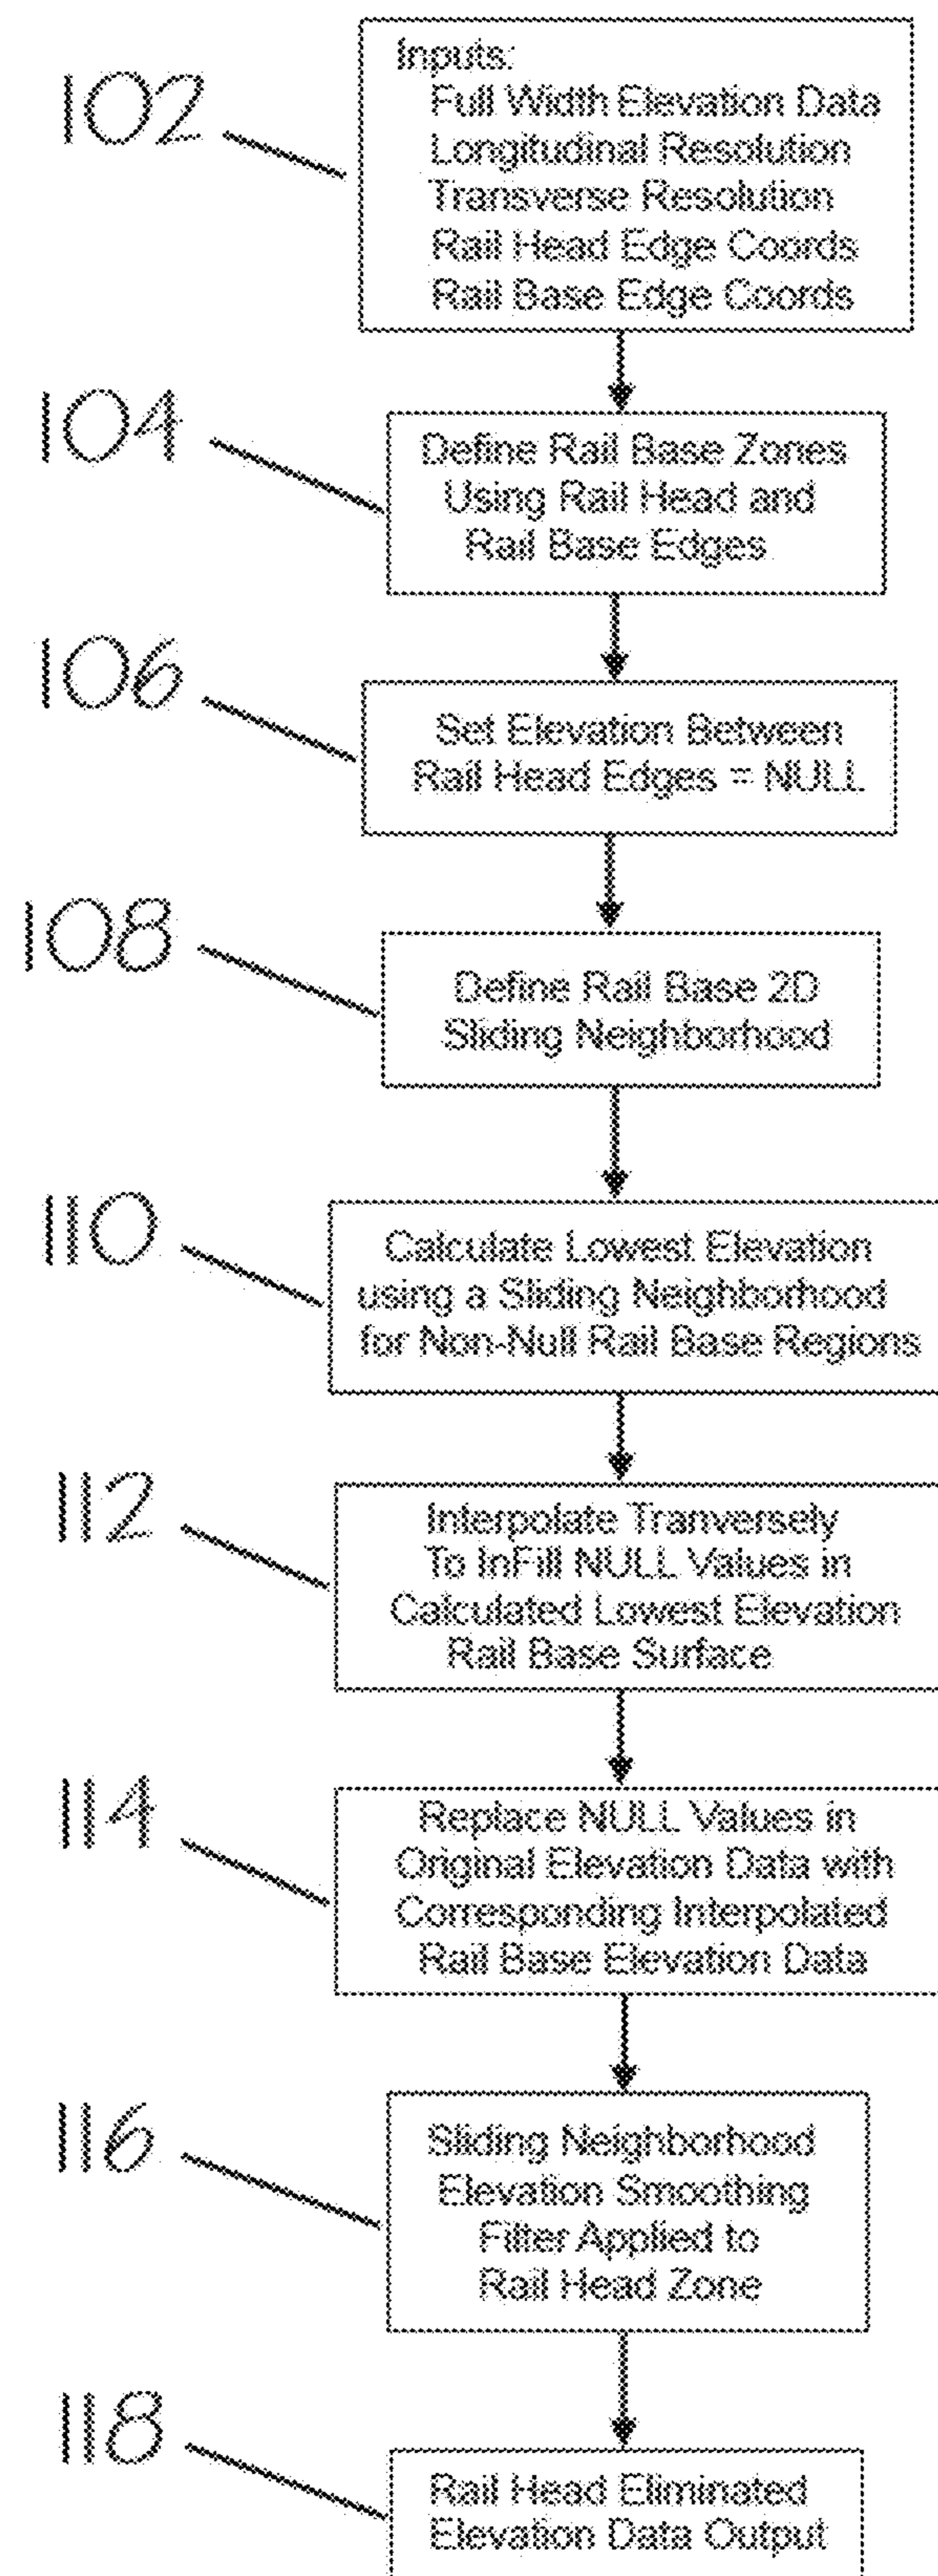 102
Inputs:
Full Width Elevation Data
Longitudinal Resolution
Transverse Resolution
Rail Head Edge Coords
Rail Base Edge Coords
104
Define Rail Base Zones
Using Rail Head and
Rail Base Edges
106
Set Elevation Between
Rail Head Edges = NULL
108
Define Rail Base 2D
Sliding Neighborhood
110
Calculate Lowest Elevation
using a Sliding Neighborhood
for Non-Null Rail Base Regions
112
Interpolate Tranversely
To InFill NULL Values in
Calculated Lowest Elevation
Rail Base Surface
114
Replace NULL Values in
Original Elevation Data with
Corresponding Interpolated
Rail Base Elevation Data
116
Sliding Neighborhood
Elevation Smoothing
Filter Applied to
Rail Head Zone
118
Rail Head Eliminated
Elevation Data Output